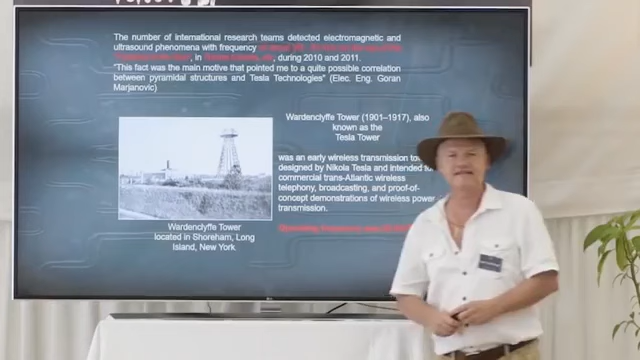 The number of international research teams detected electromagnetic and
ultrasound phenomena with frequency
, in , during 2010 and 2011.
"This fact was the main motive that pointed me to a quite possible correlation
between pyramidal structures and Tesla Technologies" (Elec. Eng. Goran
Marjanovic)
Wardenclyffe Tower (1901–1917), also
known as the
Tesla Tower
was an early wireless transmission
designed by Nikola Tesla and intended
commercial trans-Atlantic wireless
telephony, broadcasting, and proof-of-
concept demonstrations of wireless power
transmission.
Wardenclyffe Tower
located in Shoreham, Long
Island, New York
LG